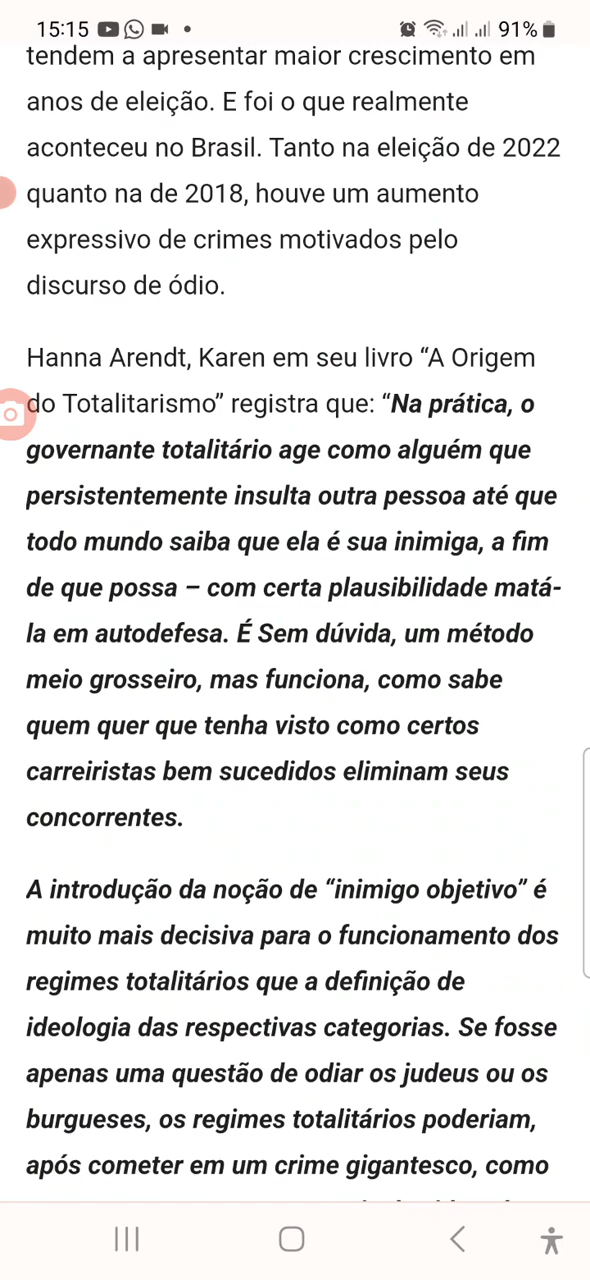 15:15
91%
tendem a apresentar maior crescimento em
anos de eleição. E foi o que realmente
aconteceu no Brasil. Tanto na eleição de 2022
quanto na de 2018, houve um aumento
expressivo de crimes motivados pelo
discurso de ódio.
Hanna Arendt, Karen em seu livro “A Origem
do Totalitarismo” registra que: “Na prática, o
governante totalitário age como alguém que
persistentemente insulta outra pessoa até que
todo mundo saiba que ela é sua inimiga, a fim
de que possa – com certa plausibilidade matá-
la em autodefesa. É Sem dúvida, um método
meio grosseiro, mas funciona, como sabe
quem quer que tenha visto como certos
carreiristas bem sucedidos eliminam seus
concorrentes.
A introdução da noção de “inimigo objetivo” é
muito mais decisiva para o funcionamento dos
regimes totalitários que a definição de
ideologia das respectivas categorias. Se fosse
apenas uma questão de odiar os judeus ou os
burgueses, os regimes totalitários poderiam,
após cometer em um crime gigantesco, como